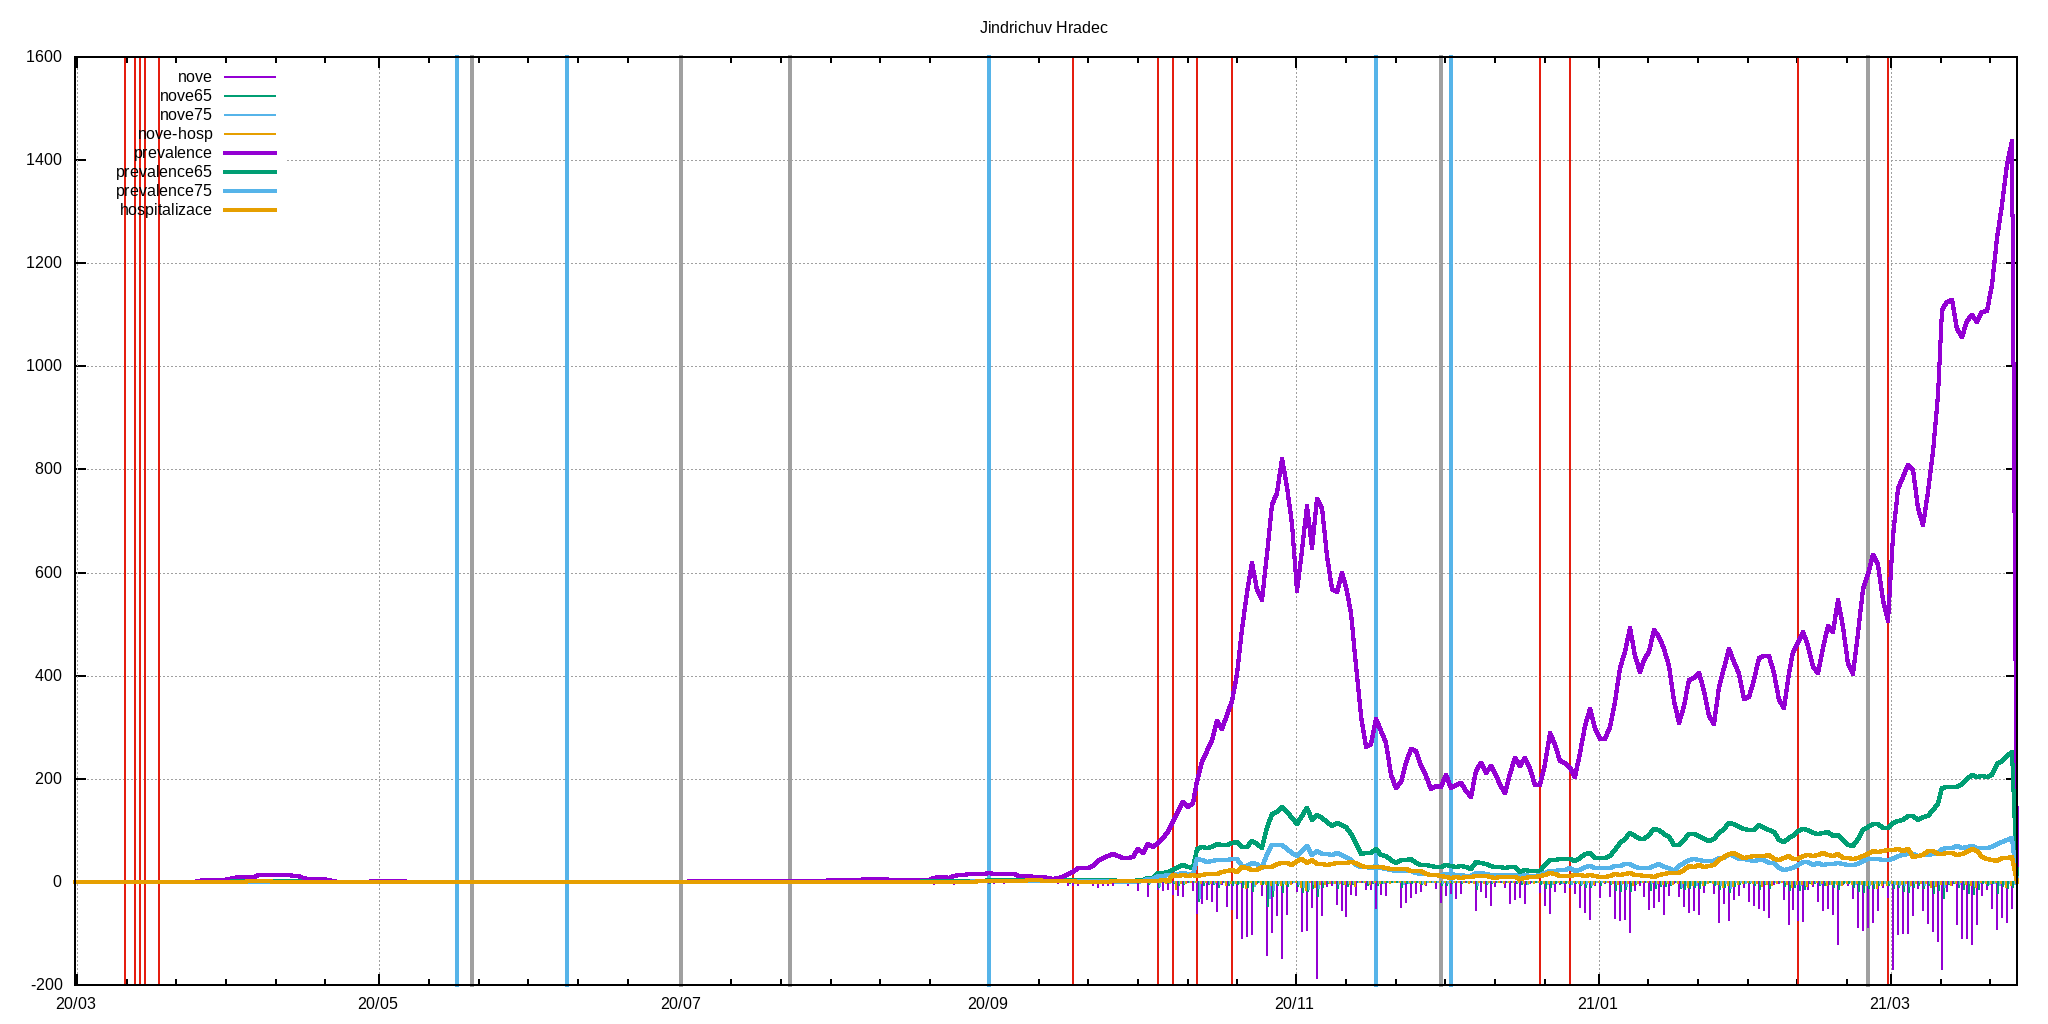 Jindrichuv Hradec
1600
1400
1200
1000
800
600
400
200
0
-200
nove
nove65
nove75
nove-hosp
prevalence
prevalence65
prevalence75
hospitalizace
20/03 20/05 20/07 20/09 20/11 21/01 21/03